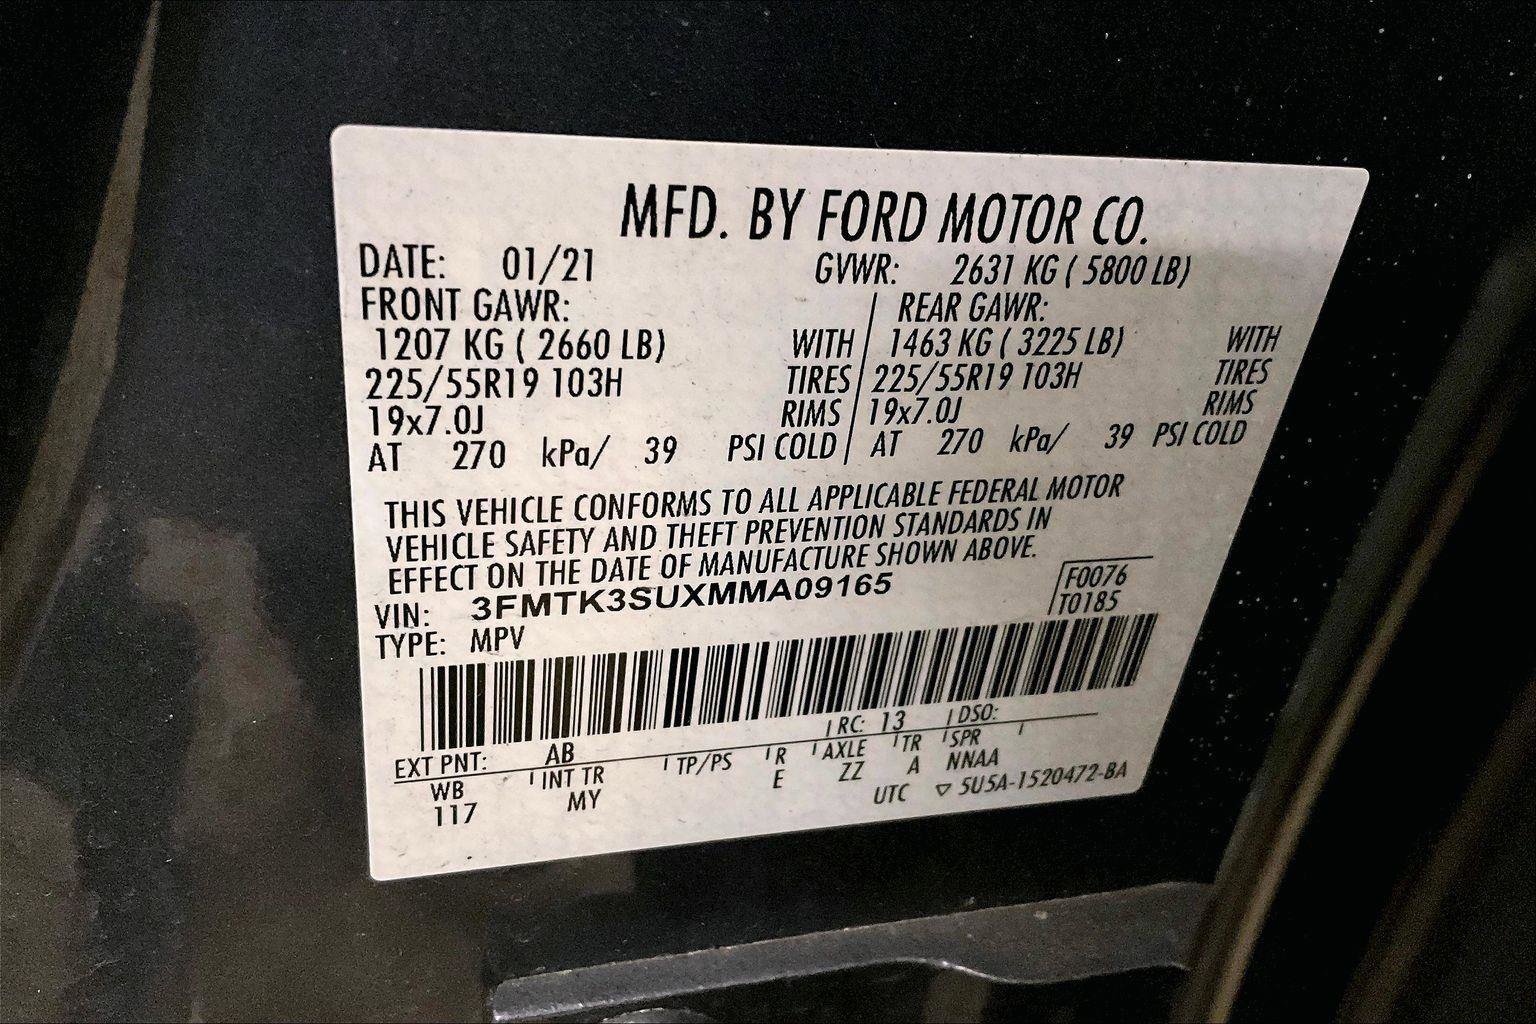 MFD. BY FORD MOTOR CO.
DATE: 01/21 GVWR: 2631 KG ( 5800 LB)
FRONT GAWR: REAR GAWR:
1207 KG ( 2660 LB) WITH 1463 KG ( 3225 LB) WITH
225/55R19 103H TIRES 225/55R19 103H TIRES
19x7.0J RIMS 19x7.0J RIMS
AT 270 kPa/ 39 PSI COLD AT 270 kPa/ 39 PSI COLD
THIS VEHICLE CONFORMS TO ALL APPLICABLE FEDERAL MOTOR
VEHICLE SAFETY AND THEFT PREVENTION STANDARDS IN
EFFECT ON THE DATE OF MANUFACTURE SHOWN ABOVE.
VIN: 3FMTK3SUXMMA09165 F0076
TYPE: MPV T0185
RC: 13 DSO:
EXT PNT: AB
WB INT TR TP/PS R AXLE TR SPR
117 MY E ZZ A NNAA
UTC ▽ 5U5A-1520472-BA